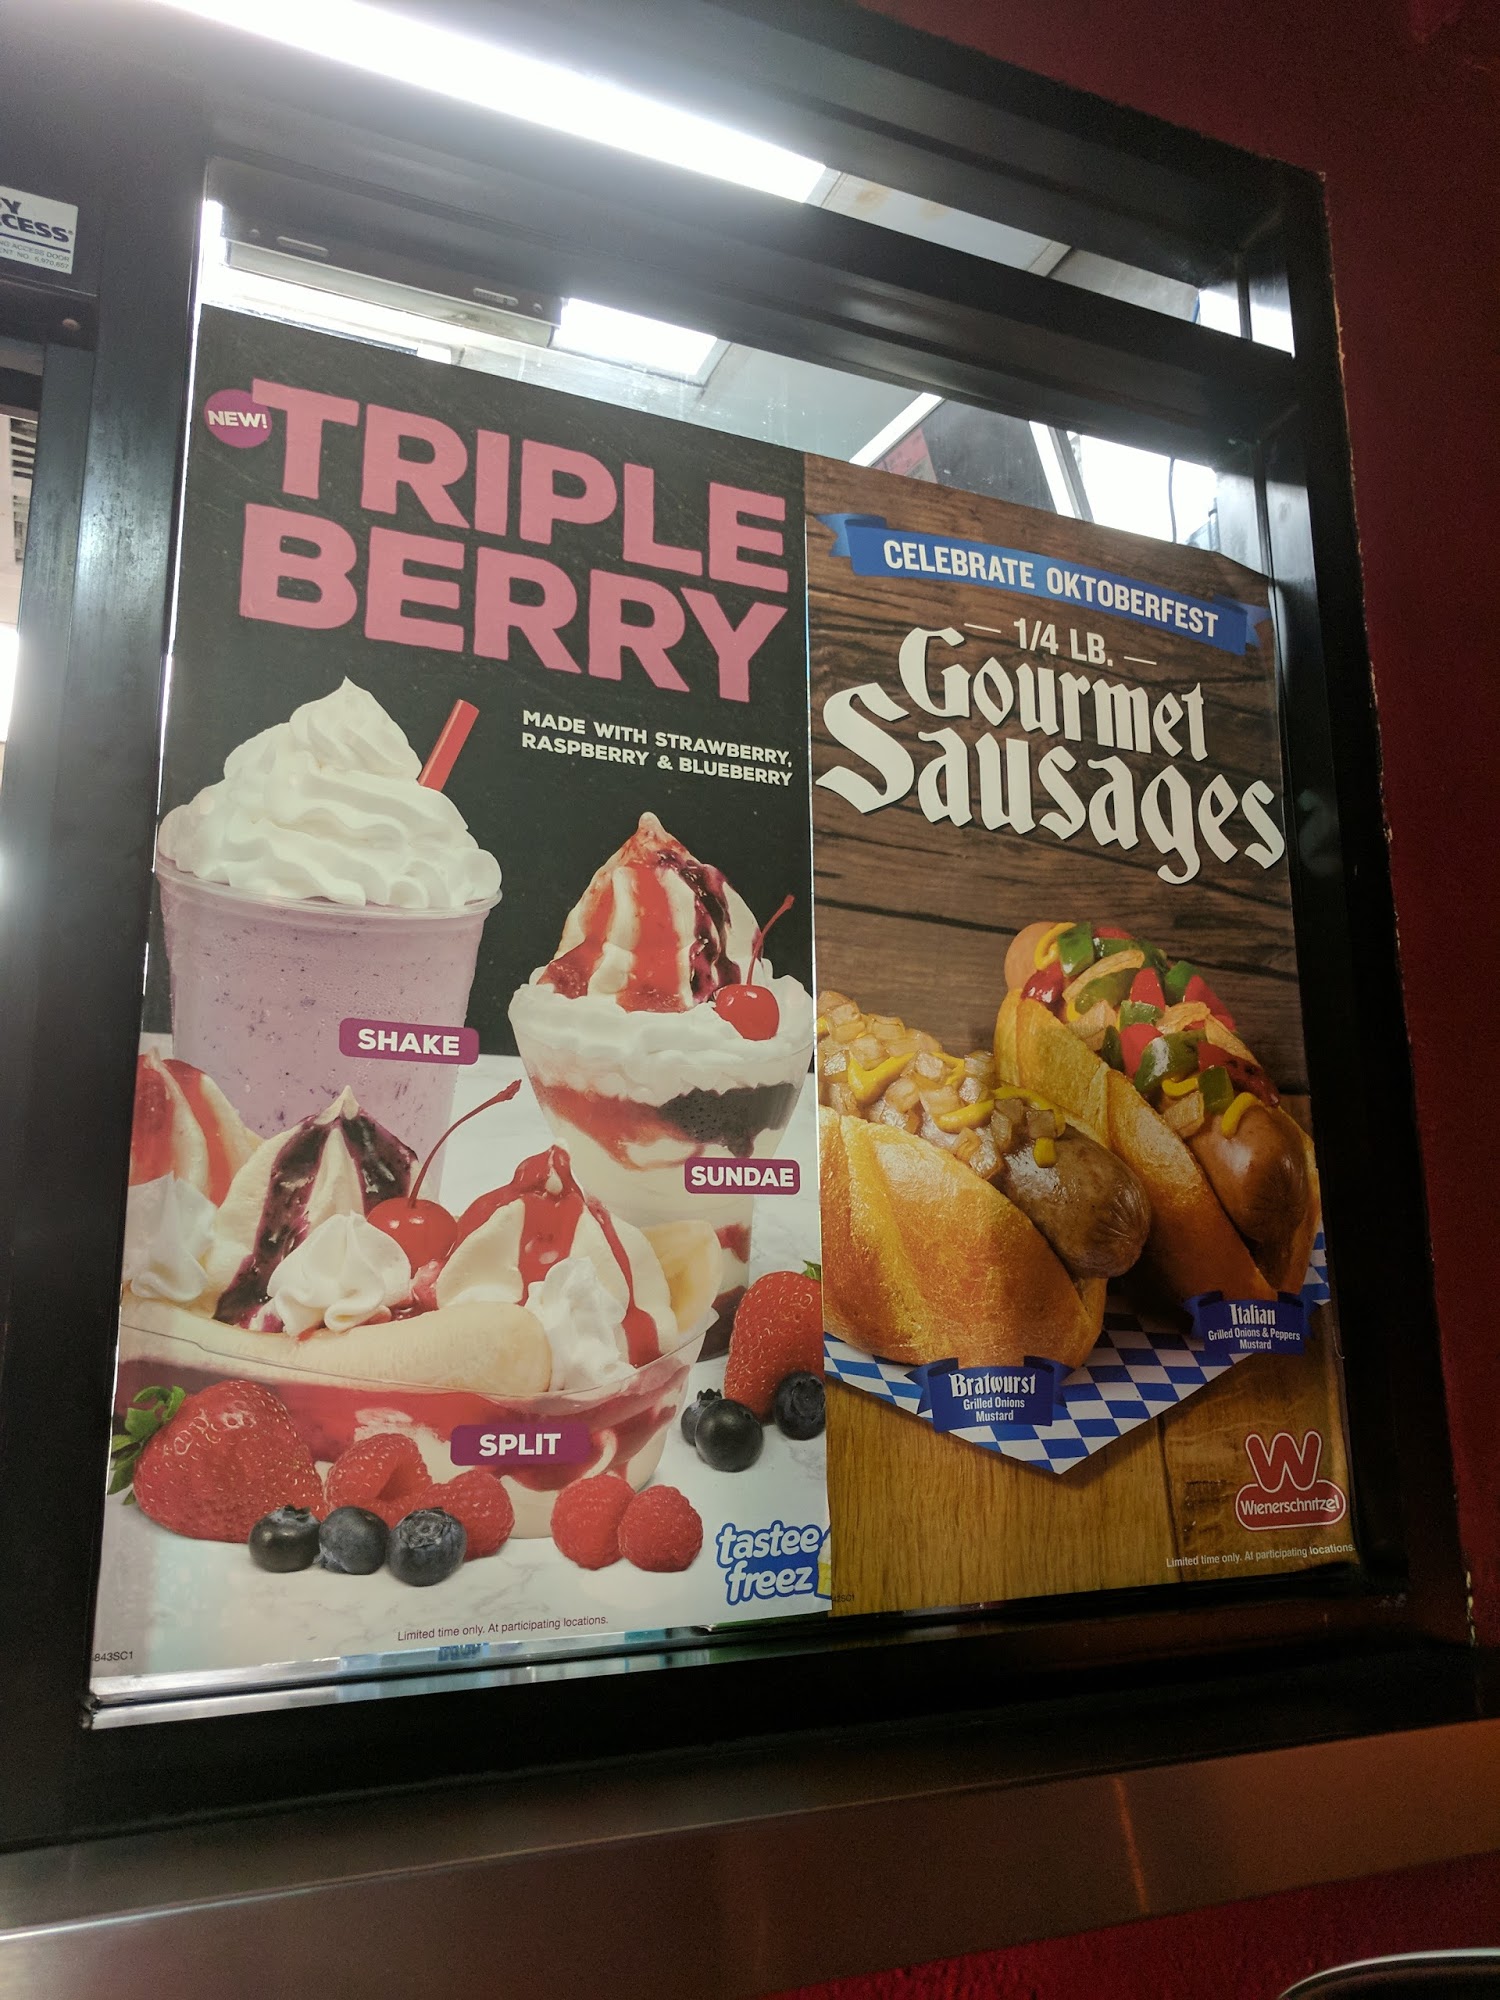 CESS
NEW!
TRIPLE
BERRY
MADE WITH STRAWBERRY,
RASPBERRY & BLUEBERRY
SHAKE
SUNDAE
SPLIT
tastee
freez
Limited time only. At participating locations.
843SC1
CELEBRATE OKTOBERFEST
1/4 LB.
Gourmet
Sausages
Italian
Grilled Onions & Peppers
Mustard
Bratwurst
Grilled Onions
Mustard
W
Wienerschnitzel
Limited time only. At participating locations.